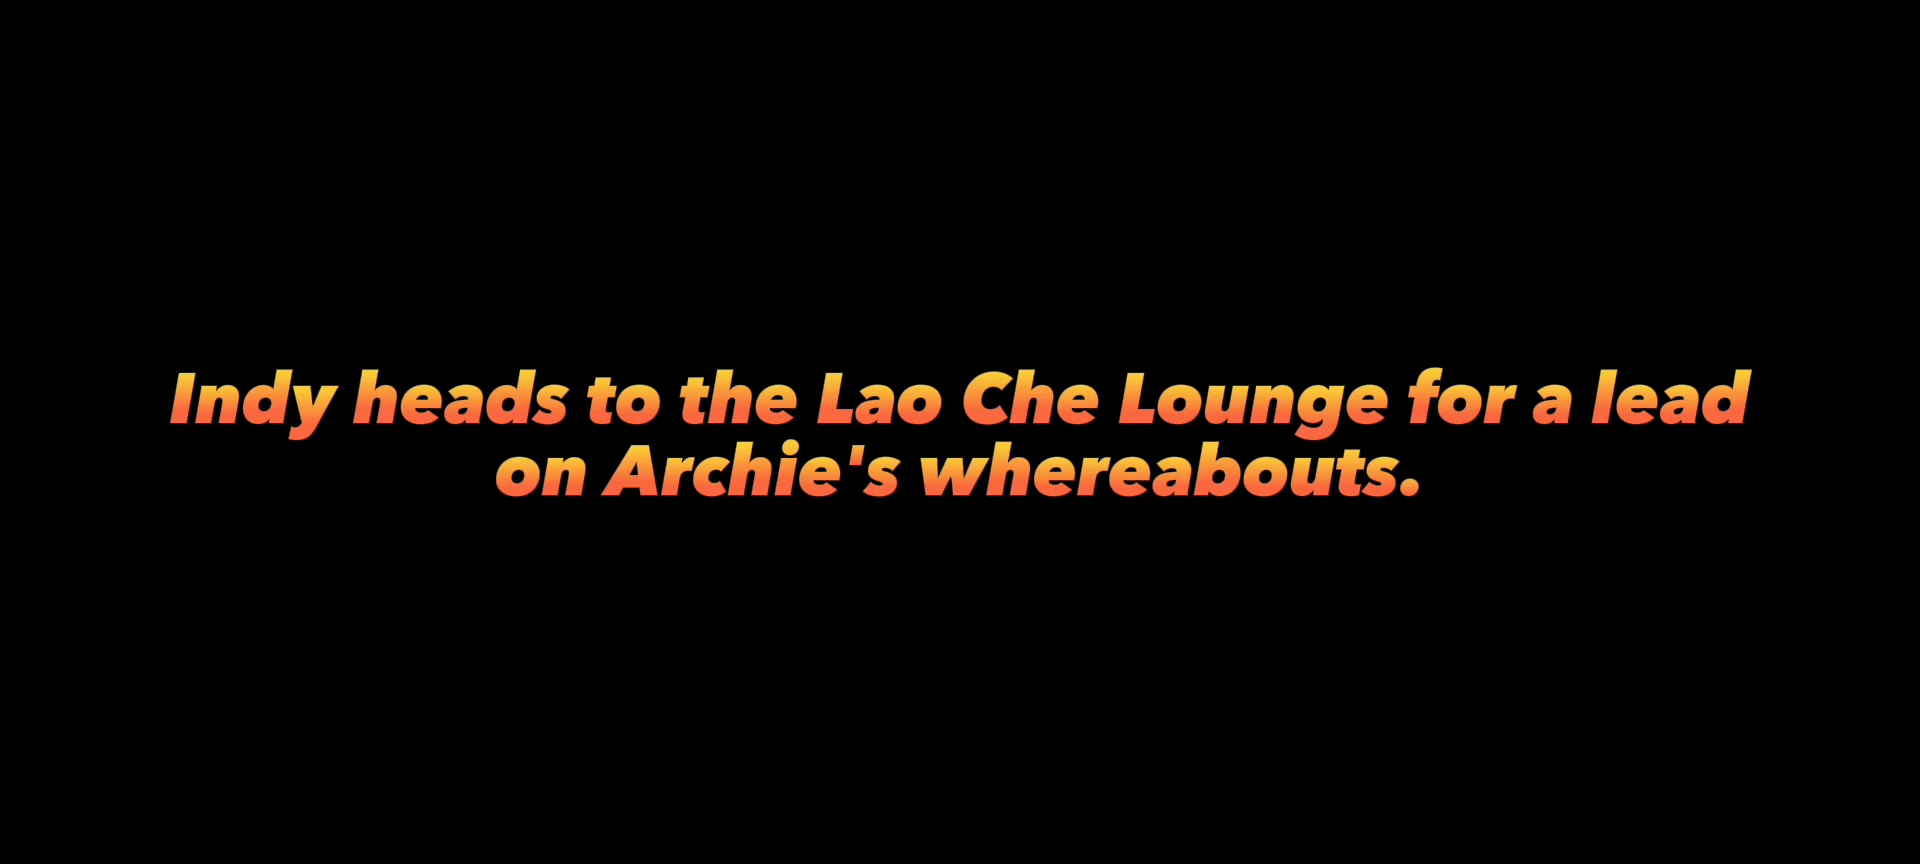 Indy heads to the Lao Che Lounge for a lead
on Archie's whereabouts.